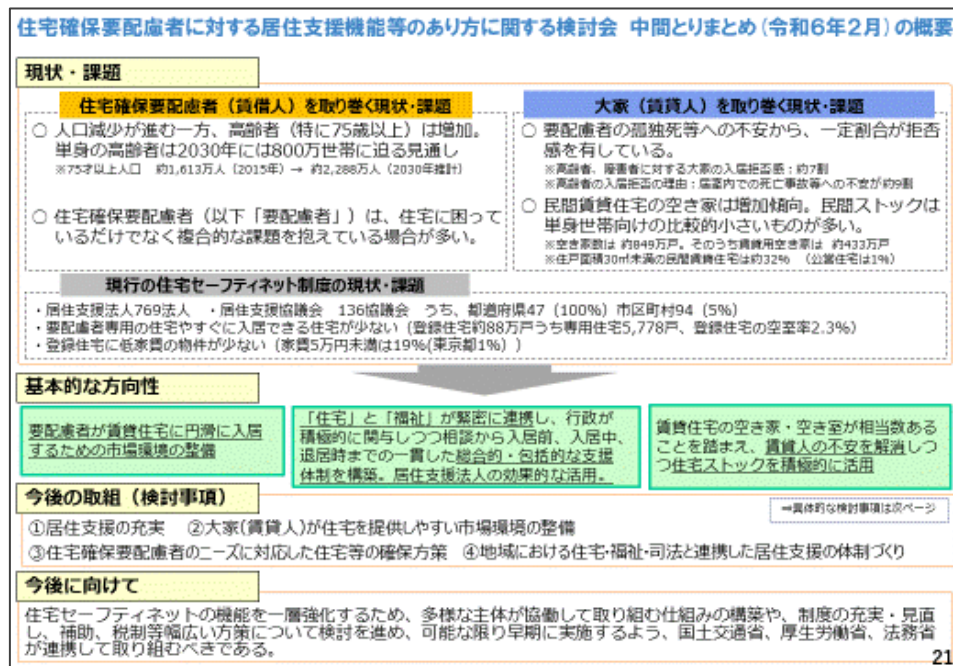 住宅確保要配慮者に対する居住支援機能等のあり方に関する検討会 中間とりまとめ(令和6年2月)の概要
現状・課題
住宅確保要配慮者(賃借人)を取り巻く現状・課題
○ 人口減少が進む一方、高齢者(特に75歳以上)は増加。
単身の高齢者は2030年には800万世帯に迫る見通し
※75才以上人口 約1,613万人(2015年)→ 約2,288万人(2030年推計)
○ 住宅確保要配慮者(以下「要配慮者」)は、住宅に困って
いるだけでなく複合的な課題を抱えている場合が多い。
大家(賃貸人)を取り巻く現状・課題
○ 要配慮者の孤独死等への不安から、一定割合が拒否
感を有している。
※高齢者、障害者に対する大家の入居拒否感:約7割
※高齢者の入居拒否の理由:居室内での死亡事故等への不安が約9割
○ 民間賃貸住宅の空き家は増加傾向。民間ストックは
単身世帯向けの比較的小さいものが多い。
※空き家数は 約849万戸。そのうち賃貸用空き家は 約433万戸
※住戸面積30㎡未満の民間賃貸住宅は約32% (公営住宅は1%)
現行の住宅セーフティネット制度の現状・課題
・居住支援法人769法人 ・居住支援協議会 136協議会 うち、都道府県47(100%)市区町村94(5%)
・要配慮者専用の住宅やすぐに入居できる住宅が少ない(登録住宅約88万戸うち専用住宅5,778戸、登録住宅の空室率2.3%)
・登録住宅に低家賃の物件が少ない(家賃5万円未満は19%(東京都1%))
基本的な方向性
要配慮者が賃貸住宅に円滑に入居
するための市場環境の整備
「住宅」と「福祉」が緊密に連携し、行政が
積極的に関与しつつ相談から入居前、入居中、
退居時までの一貫した総合的・包括的な支援
体制を構築。居住支援法人の効果的な活用。
賃貸住宅の空き家・空き室が相当数ある
ことを踏まえ、賃貸人の不安を解消しつ
つ住宅ストックを積極的に活用
今後の取組(検討事項)
⇒具体的な検討事項は次ページ
①居住支援の充実 ②大家(賃貸人)が住宅を提供しやすい市場環境の整備
③住宅確保要配慮者のニーズに対応した住宅等の確保方策 ④地域における住宅・福祉・司法と連携した居住支援の体制づくり
今後に向けて
住宅セーフティネットの機能を一層強化するため、多様な主体が協働して取り組む仕組みの構築や、制度の充実・見直
し、補助、税制等幅広い方策について検討を進め、可能な限り早期に実施するよう、国土交通省、厚生労働省、法務省
が連携して取り組むべきである。
21